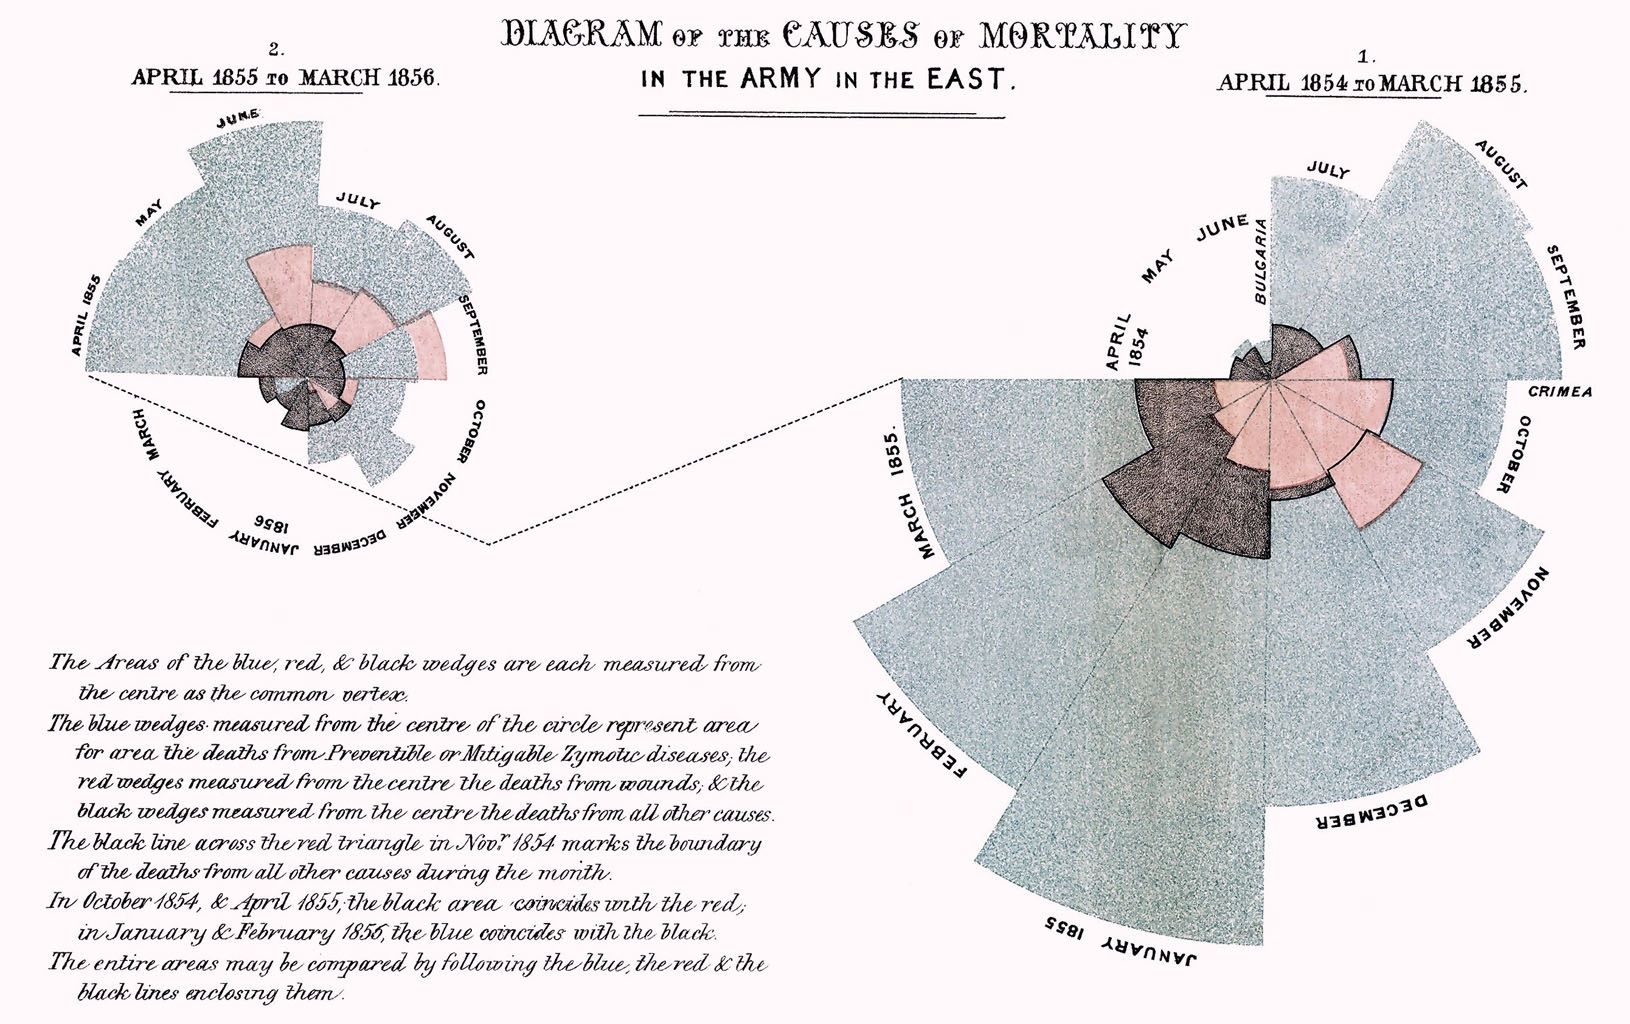 DIAGRAM OF THE CAUSES OF MORTALITY
IN THE ARMY IN THE EAST.
2.
APRIL 1855 TO MARCH 1856.
1.
APRIL 1854 TO MARCH 1855.
APRIL 1855
MAY
JUNE
JULY
AUGUST
SEPTEMBER
OCTOBER
NOVEMBER
DECEMBER
JANUARY
1856
FEBRUARY
MARCH
APRIL
1854
MAY
JUNE
BULGARIA
JULY
AUGUST
SEPTEMBER
CRIMEA
OCTOBER
NOVEMBER
DECEMBER
JANUARY 1855
FEBRUARY
MARCH 1855.
The Areas of the blue, red, & black wedges are each measured from
the centre as the common vertex.
The blue wedges measured from the centre of the circle represent area
for area the deaths from Preventible or Mitigable Zymotic diseases; the
red wedges measured from the centre the deaths from wounds; & the
black wedges measured from the centre the deaths from all other causes.
The black line across the red triangle in Nov.r 1854 marks the boundary
of the deaths from all other causes during the month.
In October 1854, & April 1855, the black area coincides with the red;
in January & February 1856, the blue coincides with the black.
The entire areas may be compared by following the blue, the red & the
black lines enclosing them.